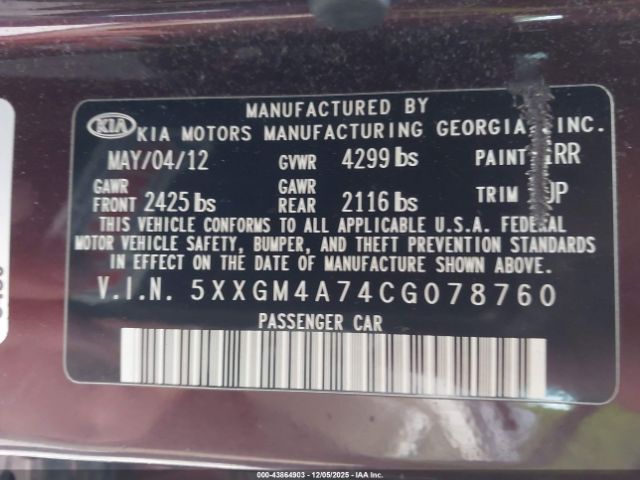 MANUFACTURED BY
KIA KIA MOTORS MANUFACTURING GEORGIA, INC.
MAY/04/12 GVWR 4299 lbs PAINT
GAWR FRONT 2425 lbs GAWR REAR 2116 lbs TRIM
THIS VEHICLE CONFORMS TO ALL APPLICABLE U.S.A. FEDERAL
MOTOR VEHICLE SAFETY, BUMPER, AND THEFT PREVENTION STANDARDS
IN EFFECT ON THE DATE OF MANUFACTURE SHOWN ABOVE.
V.I.N. 5XXGM4A74CG078760
PASSENGER CAR
000-43864903 - 12/05/2025 - IAA Inc.